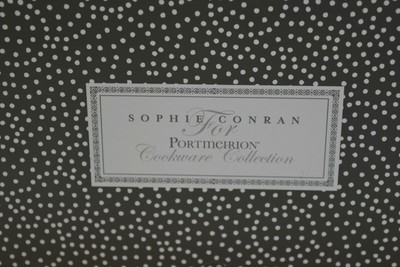 SOPHIE CONRAN
For
PORTMEIRION
Cookware Collection